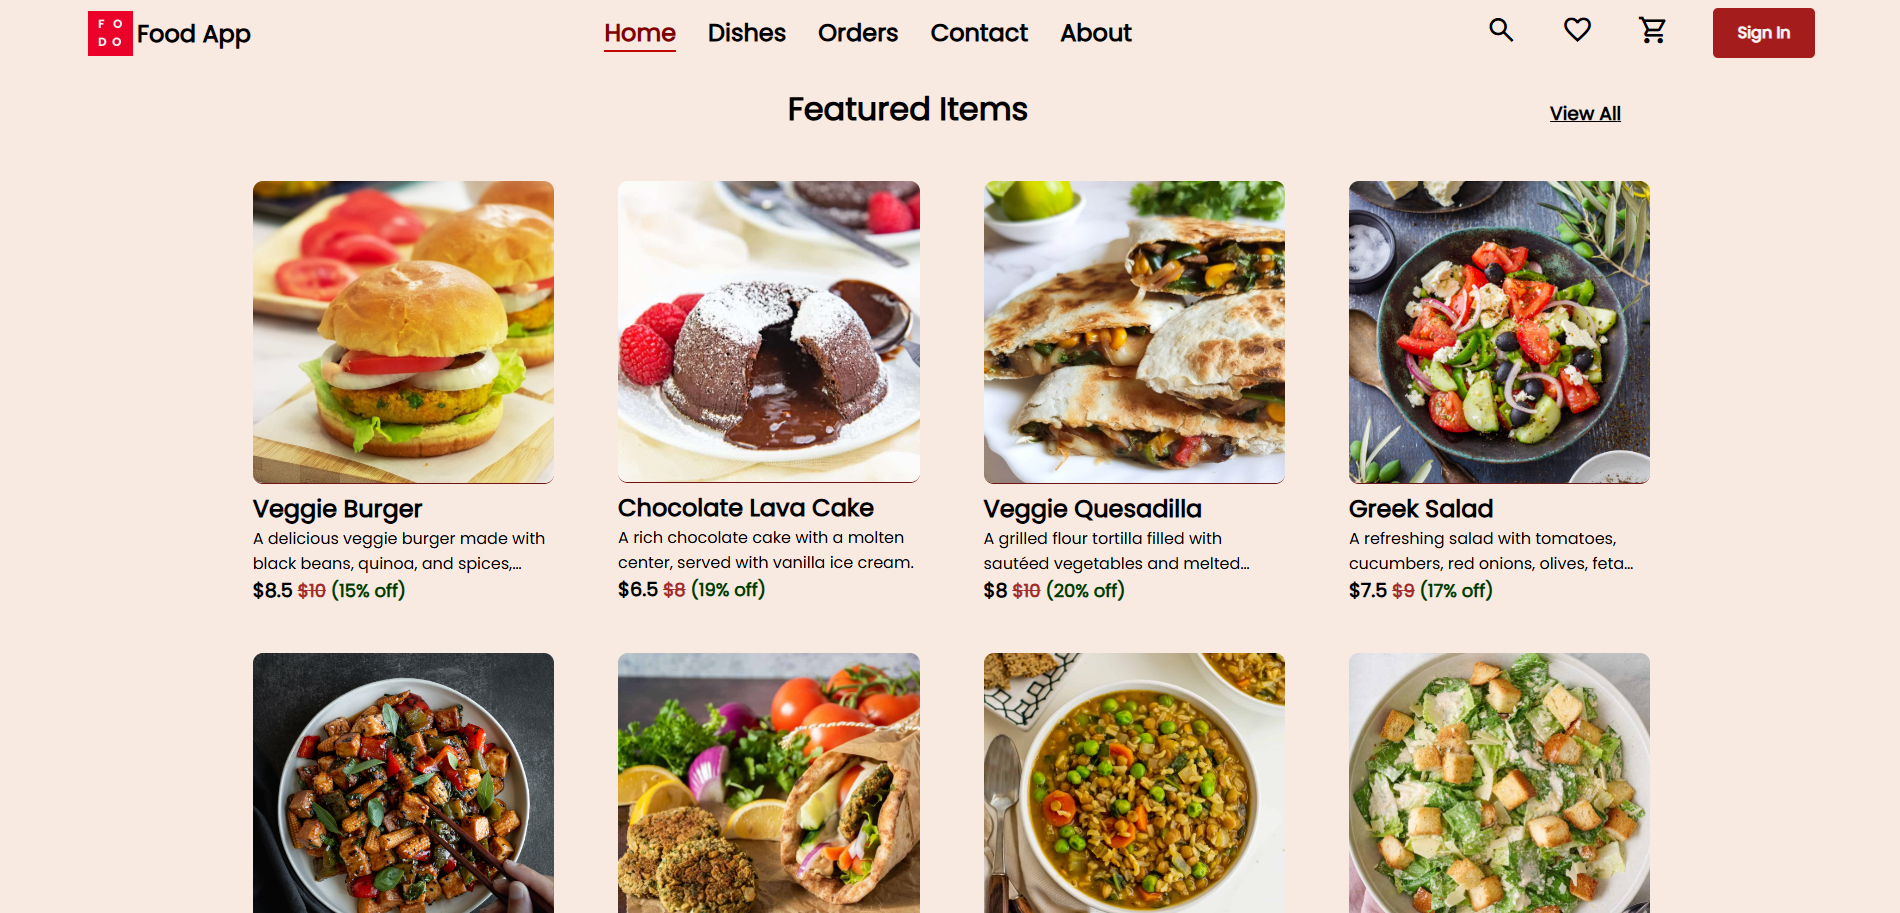 F O
D O
Food App
Home Dishes Orders Contact About
Sign In
Featured Items
View All
Veggie Burger
A delicious veggie burger made with
black beans, quinoa, and spices,...
$8.5 $10 (15% off)
Chocolate Lava Cake
A rich chocolate cake with a molten
center, served with vanilla ice cream.
$6.5 $8 (19% off)
Veggie Quesadilla
A grilled flour tortilla filled with
sautéed vegetables and melted...
$8 $10 (20% off)
Greek Salad
A refreshing salad with tomatoes,
cucumbers, red onions, olives, feta...
$7.5 $9 (17% off)